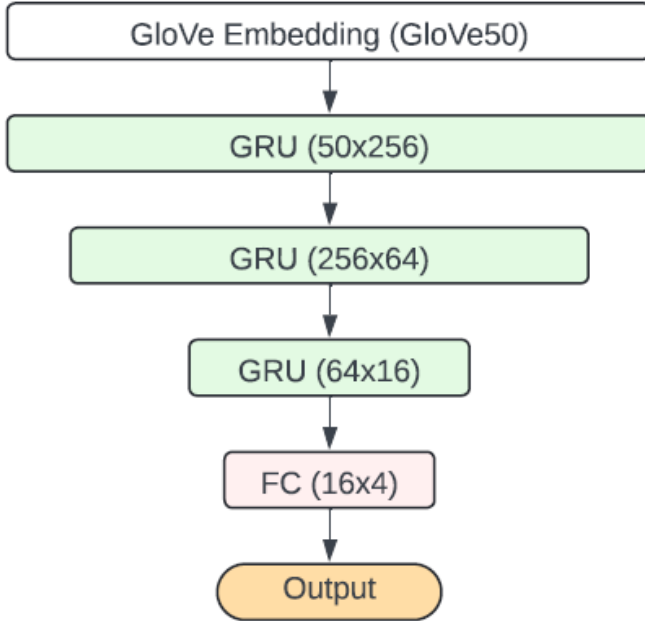 GloVe Embedding (GloVe50)
GRU (50x256)
GRU (256x64)
GRU (64x16)
FC (16x4)
Output